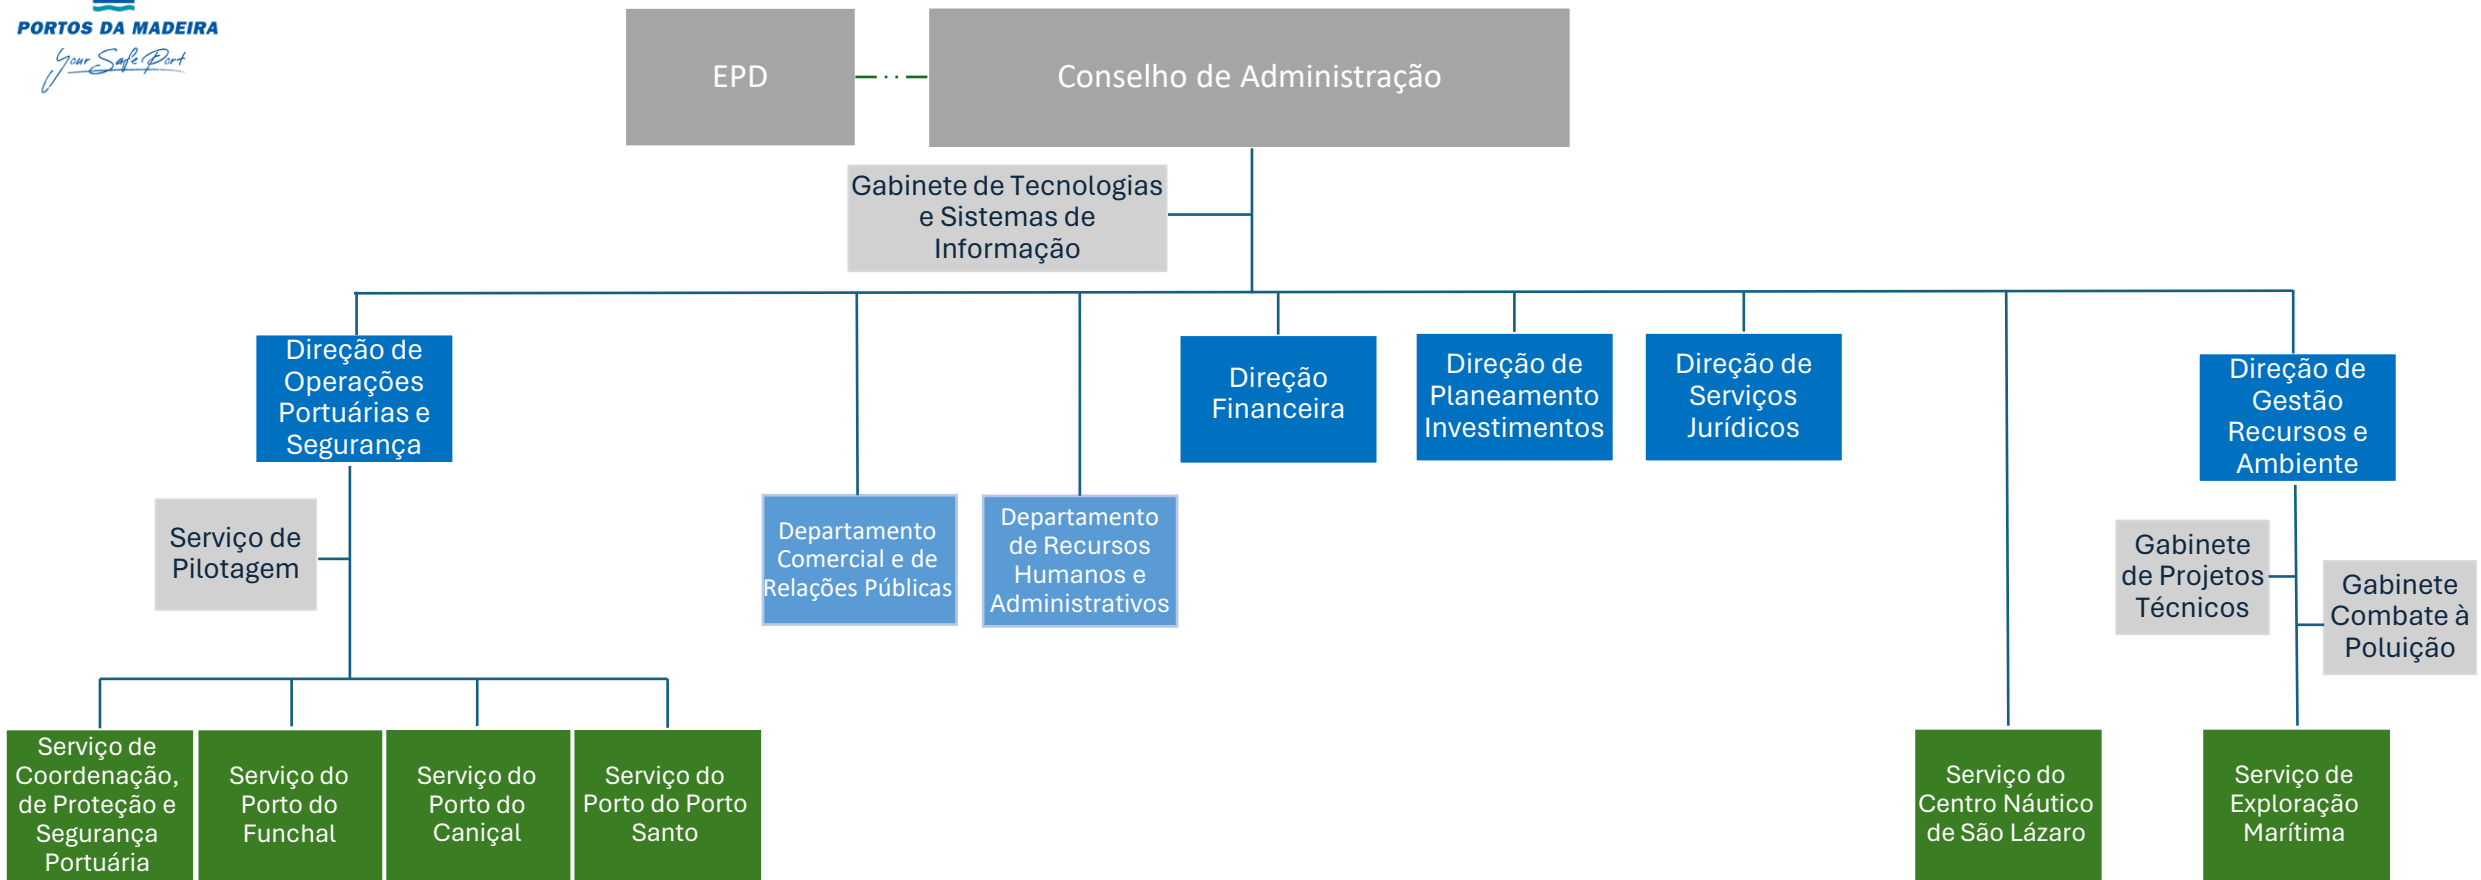 PORTOS DA MADEIRA
Your Safe Port
EPD
Conselho de Administração
Gabinete de Tecnologias
e Sistemas de
Informação
Direção de
Operações
Portuárias e
Segurança
Direção
Financeira
Direção de
Planeamento
Investimentos
Direção de
Serviços
Jurídicos
Direção de
Gestão
Recursos e
Ambiente
Serviço de
Pilotagem
Departamento
Comercial e de
Relações Públicas
Departamento
de Recursos
Humanos e
Administrativos
Gabinete
de Projetos
Técnicos
Gabinete
Combate à
Poluição
Serviço de
Coordenação,
de Proteção e
Segurança
Portuária
Serviço do
Porto do
Funchal
Serviço do
Porto do
Caniçal
Serviço do
Porto do Porto
Santo
Serviço do
Centro Náutico
de São Lázaro
Serviço de
Exploração
Marítima